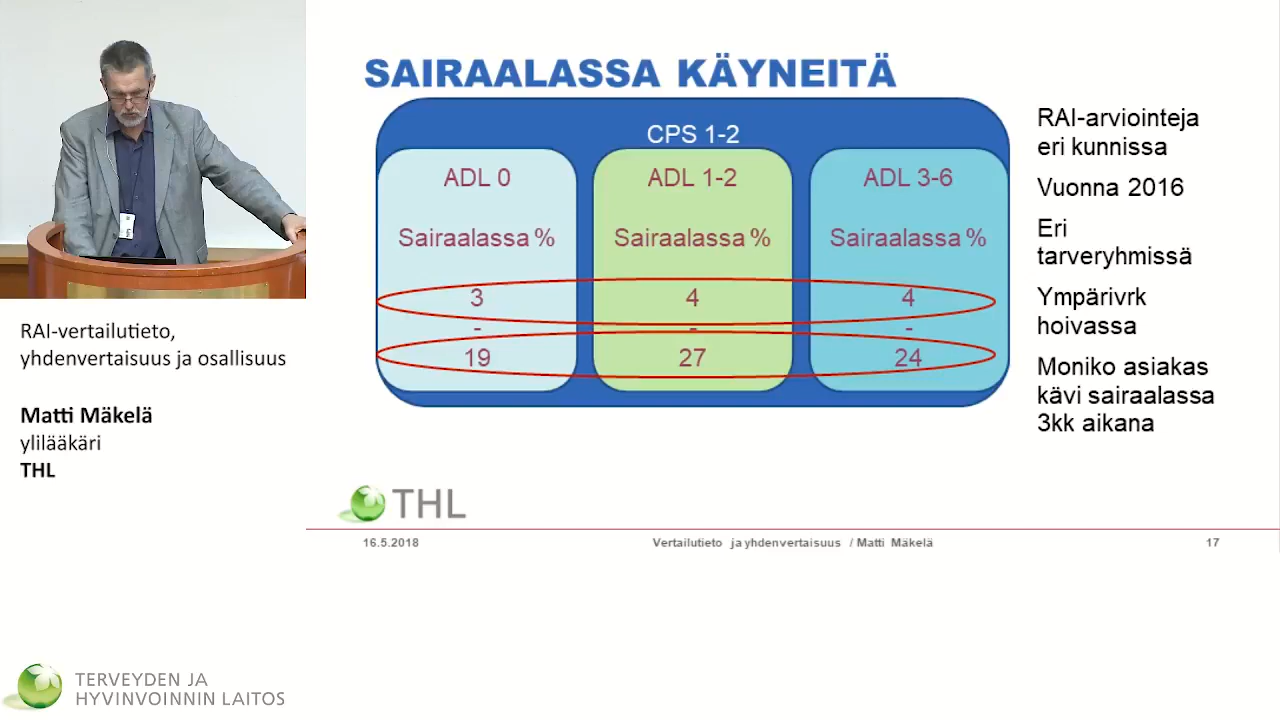 SAIRAALASSA KÄYNEITÄ
CPS 1-2
ADL 0
Sairaalassa %
3
-
19
ADL 1-2
Sairaalassa %
4
-
27
ADL 3-6
Sairaalassa %
4
-
24
RAI-arviointeja
eri kunnissa
Vuonna 2016
Eri
tarveryhmissä
Ympärivrk
hoivassa
Moniko asiakas
kävi sairaalassa
3kk aikana
THL
16.5.2018
Vertailutieto ja yhdenvertaisuus / Matti Mäkelä
17
RAI-vertailutieto,
yhdenvertaisuus ja osallisuus
Matti Mäkelä
ylilääkäri
THL
TERVEYDEN JA
HYVINVOINNIN LAITOS